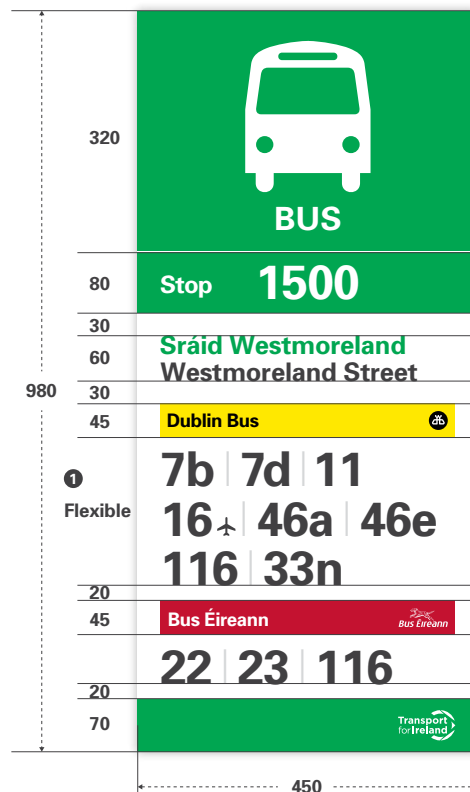 320
BUS
80
Stop 1500
30
60
Sráid Westmoreland
Westmoreland Street
980
30
45
Dublin Bus
db
1
Flexible
7b 7d 11
16 46a 46e
116 33n
20
45
Bus Éireann
Bus Éireann
22 23 116
20
70
Transport
for Ireland
450